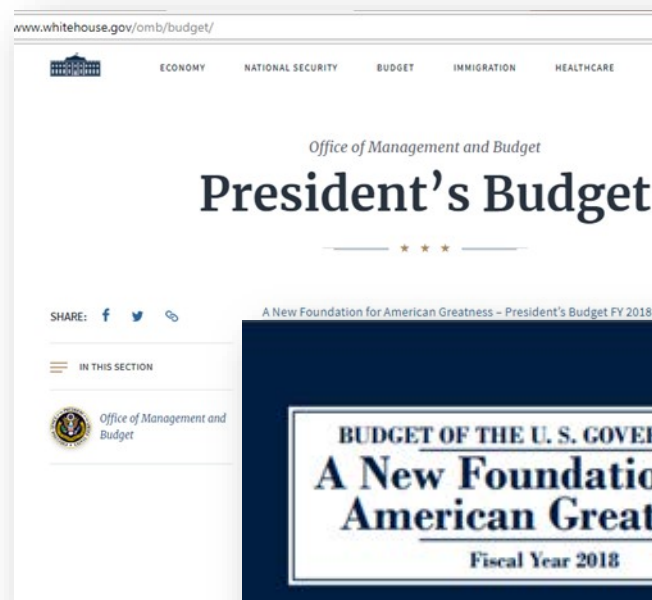 www.whitehouse.gov/omb/budget/
ECONOMY NATIONAL SECURITY BUDGET IMMIGRATION HEALTHCARE
Office of Management and Budget
President’s Budget
SHARE:
A New Foundation for American Greatness – President’s Budget FY 2018
IN THIS SECTION
Office of Management and
Budget
BUDGET OF THE U. S. GOVE
A New Foundatio
American Great
Fiscal Year 2018